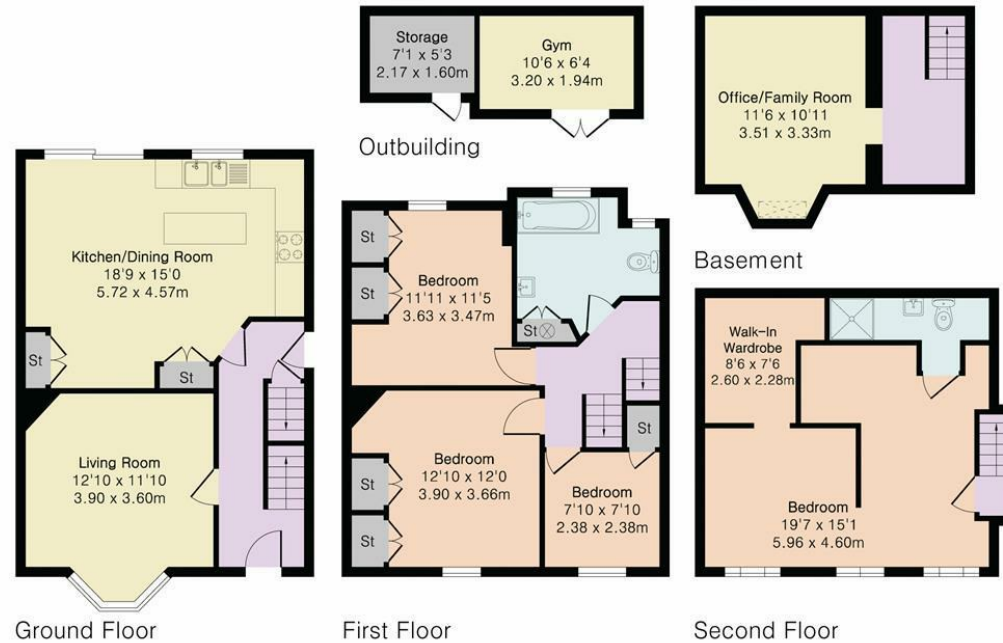 Storage
7'1 x 5'3
2.17 x 1.60m
Gym
10'6 x 6'4
3.20 x 1.94m
Outbuilding
Office/Family Room
11'6 x 10'11
3.51 x 3.33m
Basement
Kitchen/Dining Room
18'9 x 15'0
5.72 x 4.57m
St
St
Living Room
12'10 x 11'10
3.90 x 3.60m
Ground Floor
St
St
Bedroom
11'11 x 11'5
3.63 x 3.47m
St
St
Bedroom
12'10 x 12'0
3.90 x 3.66m
St
St
Bedroom
7'10 x 7'10
2.38 x 2.38m
First Floor
Walk-In
Wardrobe
8'6 x 7'6
2.60 x 2.28m
Bedroom
19'7 x 15'1
5.96 x 4.60m
Second Floor